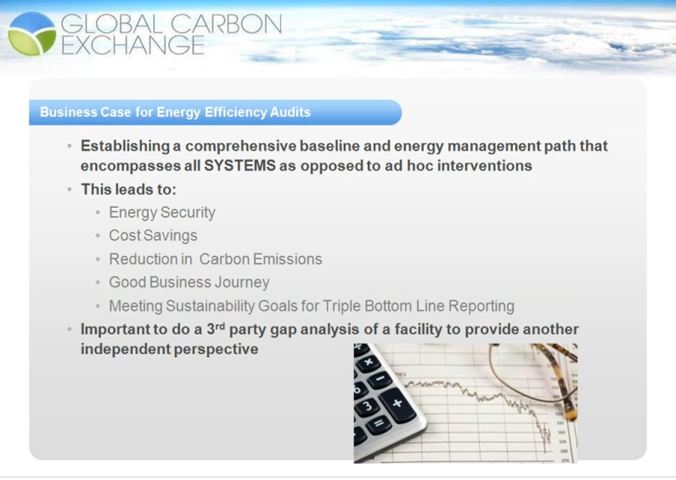 GLOBAL CARBON
EXCHANGE
Business Case for Energy Efficiency Audits
• Establishing a comprehensive baseline and energy management path that
encompasses all SYSTEMS as opposed to ad hoc interventions
• This leads to:
• Energy Security
• Cost Savings
• Reduction in Carbon Emissions
• Good Business Journey
• Meeting Sustainability Goals for Triple Bottom Line Reporting
• Important to do a 3rd party gap analysis of a facility to provide another
independent perspective